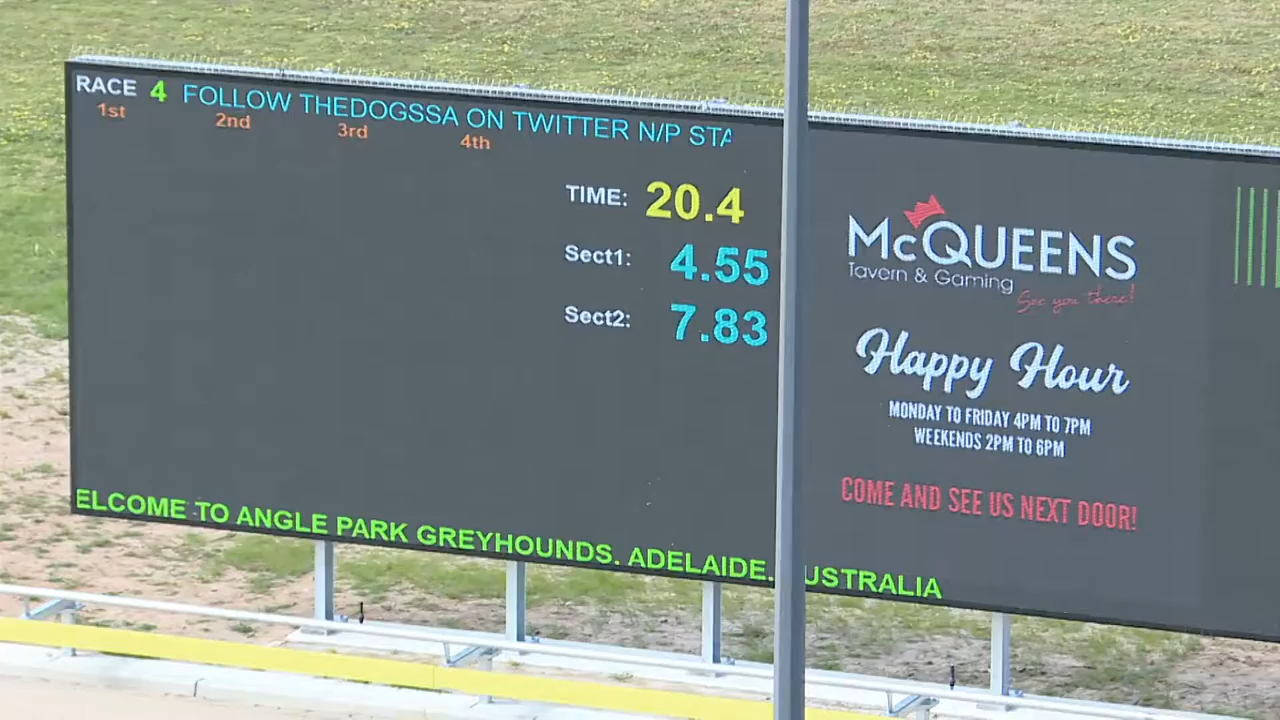 RACE 4 FOLLOW THEDOGSSA ON TWITTER N/P STA
1st 2nd 3rd 4th
TIME: 20.4
Sect1: 4.55
Sect2: 7.83
ELCOME TO ANGLE PARK GREYHOUNDS. ADELAIDE. USTRALIA
McQUEENS
Tavern & Gaming
See you there!
Happy Hour
MONDAY TO FRIDAY 4PM TO 7PM
WEEKENDS 2PM TO 6PM
COME AND SEE US NEXT DOOR!